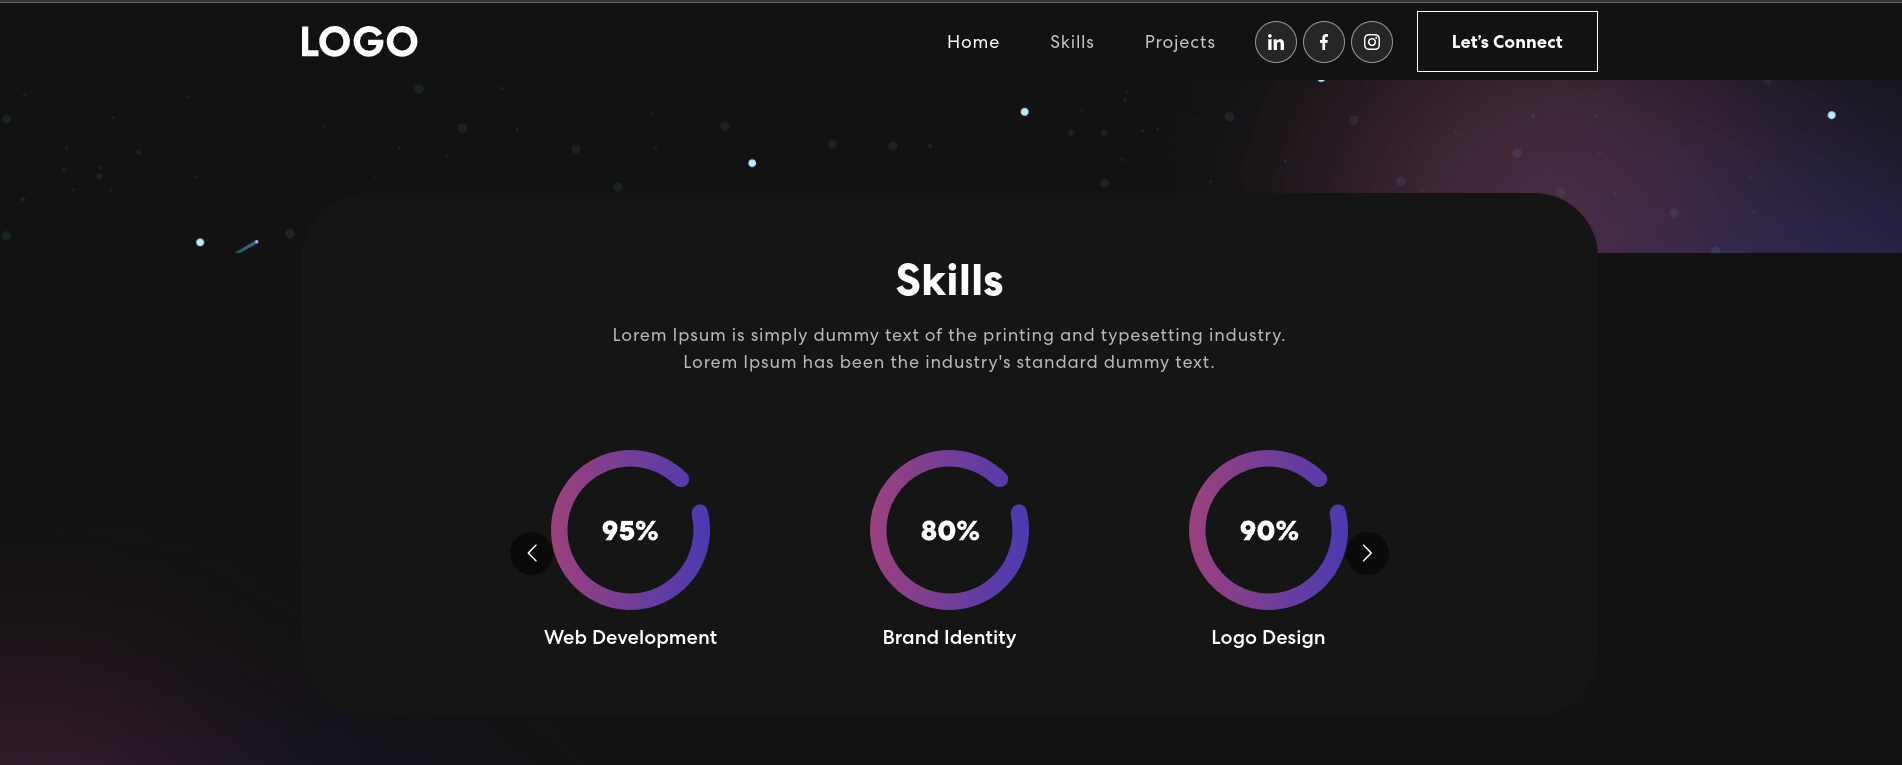 LOGO
Home Skills Projects Let's Connect
Skills
Lorem Ipsum is simply dummy text of the printing and typesetting industry.
Lorem Ipsum has been the industry's standard dummy text.
95% 80% 90%
Web Development Brand Identity Logo Design